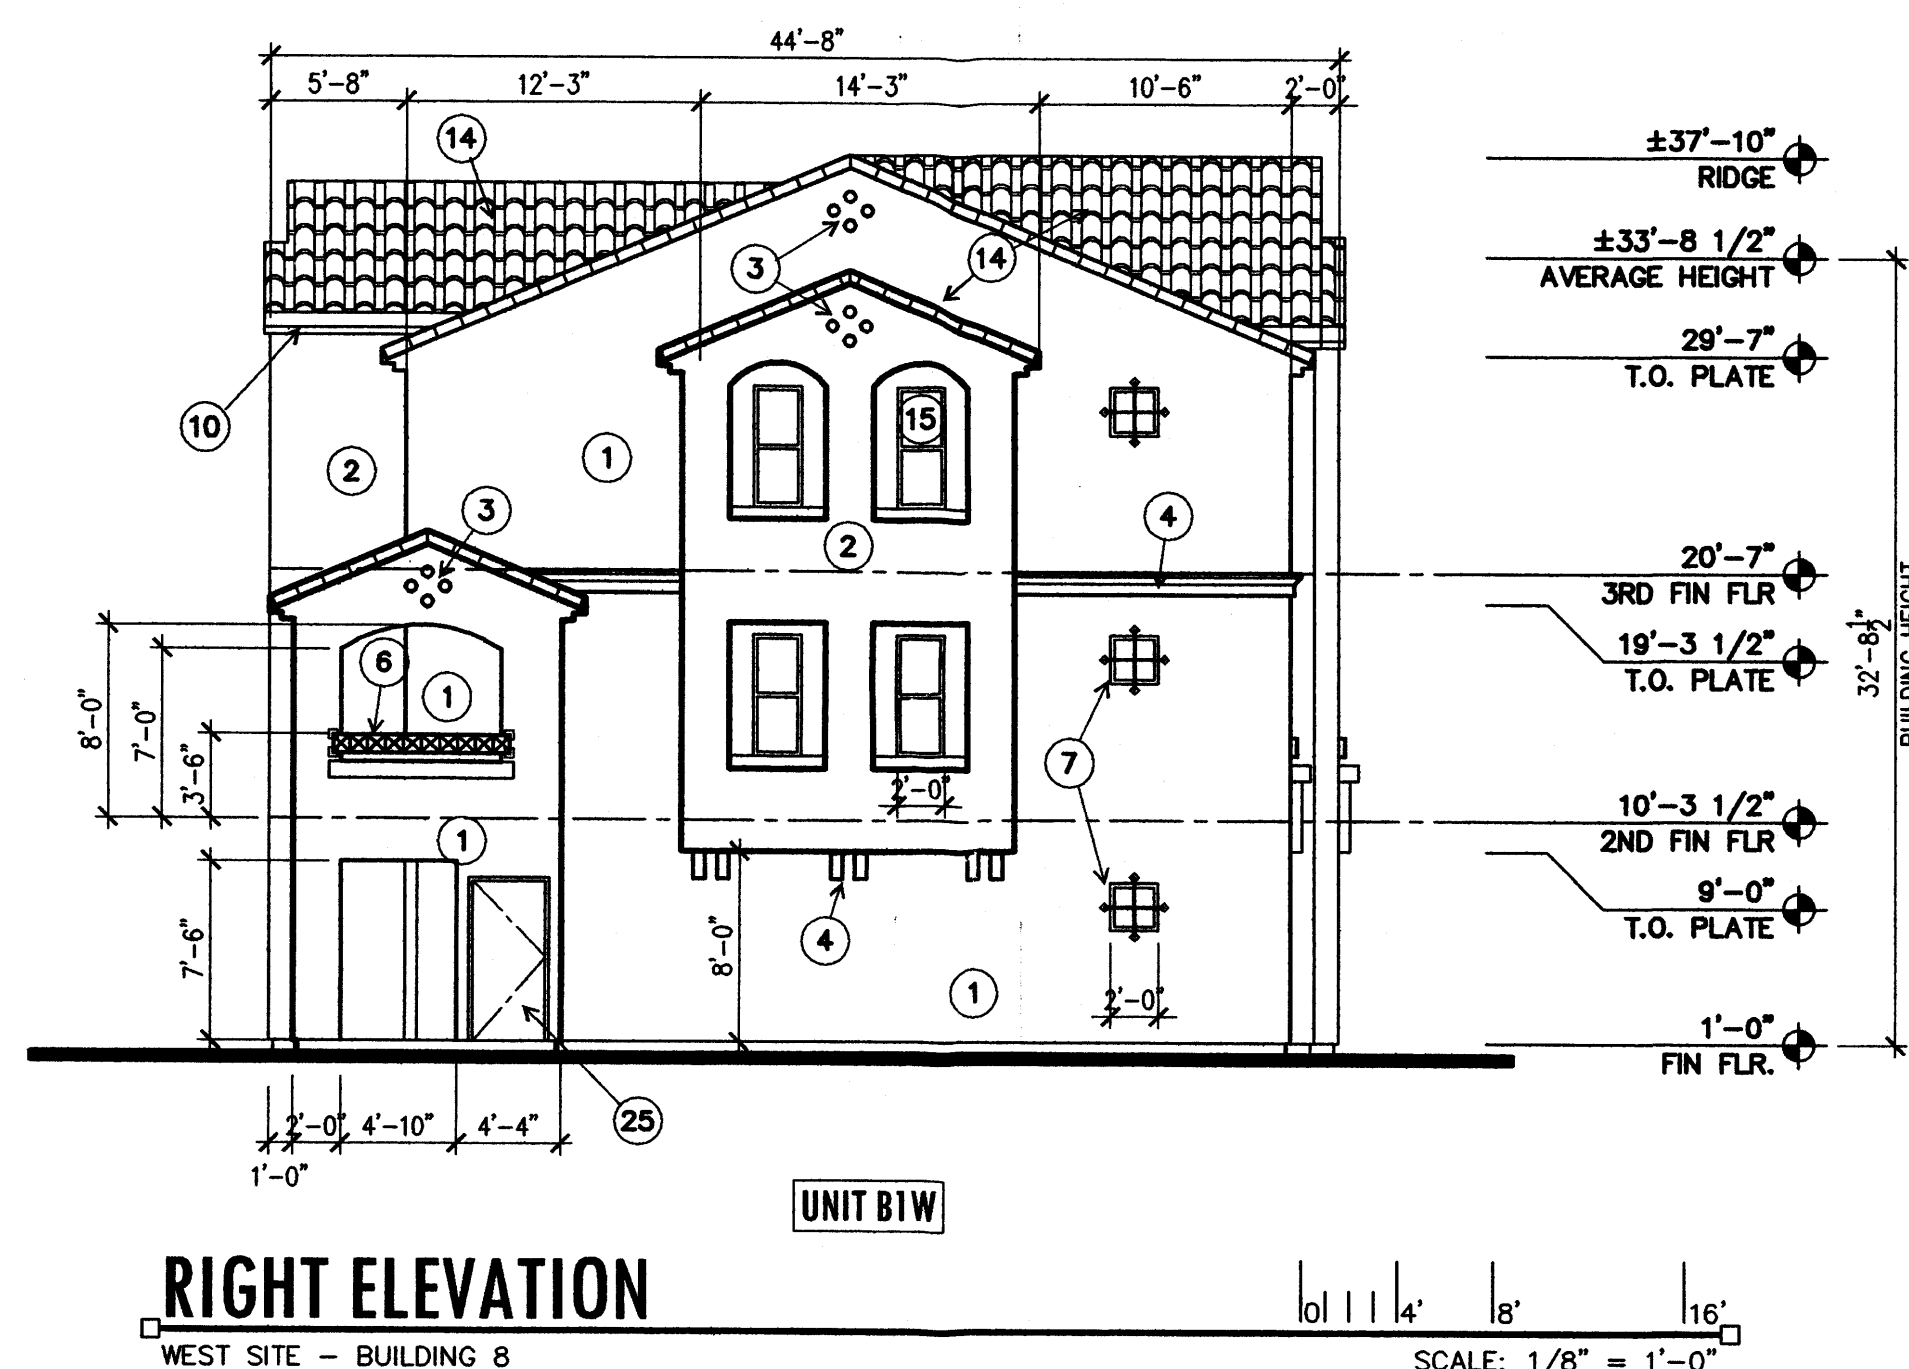 44'-8"
5'-8" 12'-3" 14'-3" 10'-6" 2'-0"
14
±37'-10"
RIDGE
3
14
±33'-8 1/2"
AVERAGE HEIGHT
29'-7"
T.O. PLATE
10
15
2
1
3
4
2
20'-7"
3RD FIN FLR
19'-3 1/2"
T.O. PLATE
32'-8 1/2"
BUILDING HEIGHT
6
1
8'-0"
7'-0"
3'-6"
7
2'-0"
10'-3 1/2"
2ND FIN FLR
1
9'-0"
T.O. PLATE
7'-6"
8'-0"
4
1
2'-0"
1'-0"
FIN FLR.
25
2'-0" 4'-10" 4'-4"
1'-0"
UNIT B1W
RIGHT ELEVATION
0 4' 8' 16'
WEST SITE - BUILDING 8
SCALE: 1/8" = 1'-0"